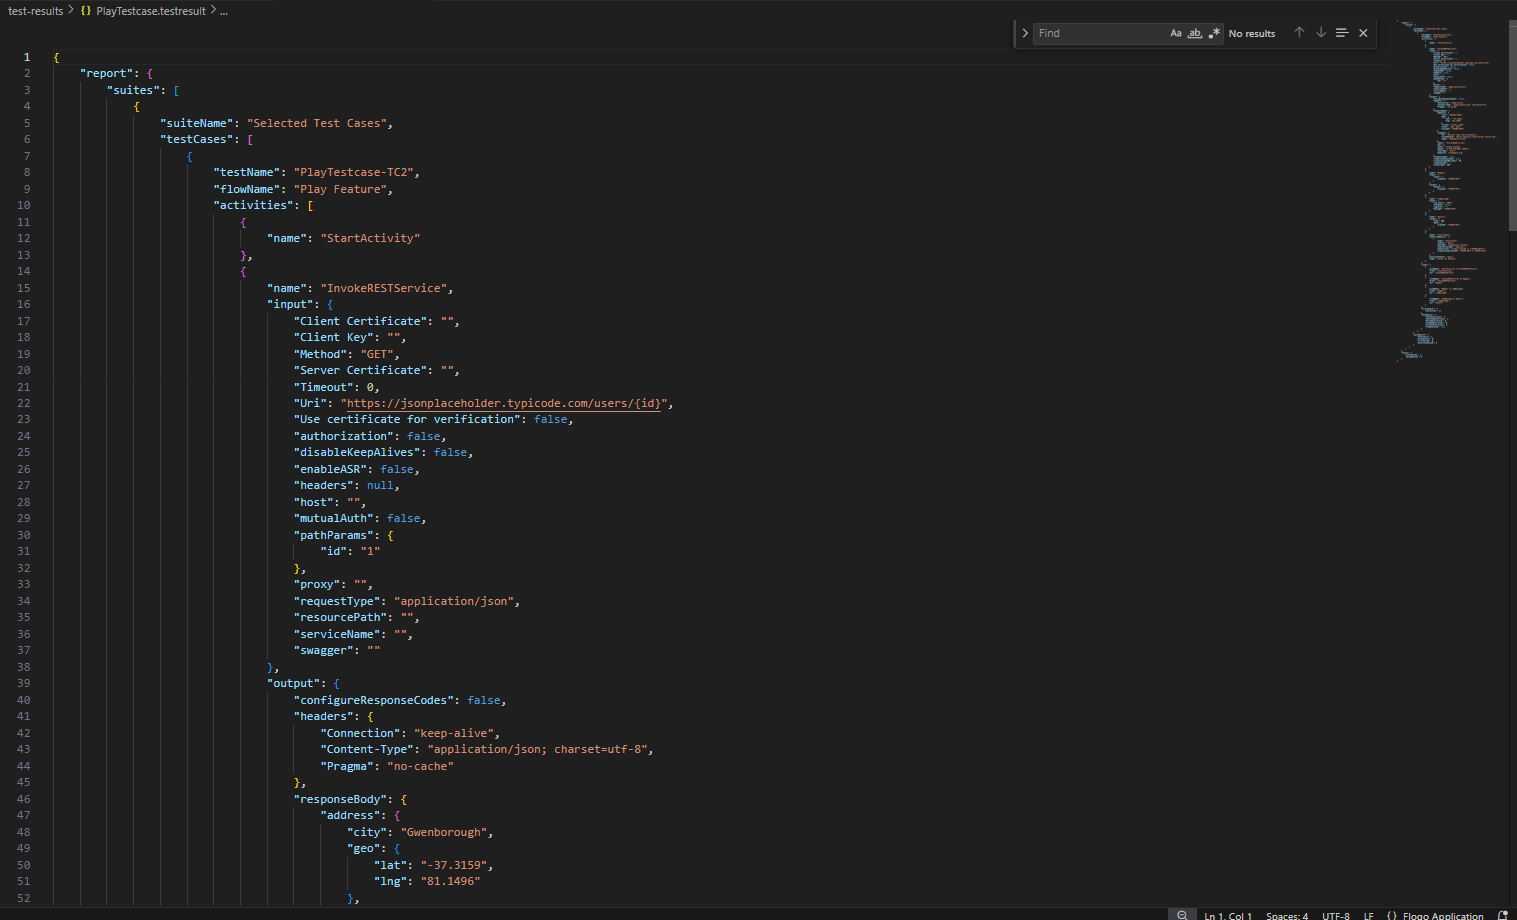 test-results > {} PlayTestcase.testresult > ...
Find Aa ab No results
1 {
2 "report": {
3 "suites": [
4 {
5 "suiteName": "Selected Test Cases",
6 "testCases": [
7 {
8 "testName": "PlayTestcase-TC2",
9 "flowName": "Play Feature",
10 "activities": [
11 {
12 "name": "StartActivity"
13 },
14 {
15 "name": "InvokeRESTService",
16 "input": {
17 "Client Certificate": "",
18 "Client Key": "",
19 "Method": "GET",
20 "Server Certificate": "",
21 "Timeout": 0,
22 "Uri": "https://jsonplaceholder.typicode.com/users/{id}",
23 "Use certificate for verification": false,
24 "authorization": false,
25 "disableKeepAlives": false,
26 "enableASR": false,
27 "headers": null,
28 "host": "",
29 "mutualAuth": false,
30 "pathParams": {
31 "id": "1"
32 },
33 "proxy": "",
34 "requestType": "application/json",
35 "resourcePath": "",
36 "serviceName": "",
37 "swagger": ""
38 },
39 "output": {
40 "configureResponseCodes": false,
41 "headers": {
42 "Connection": "keep-alive",
43 "Content-Type": "application/json; charset=utf-8",
44 "Pragma": "no-cache"
45 },
46 "responseBody": {
47 "address": {
48 "city": "Gwenborough",
49 "geo": {
50 "lat": "-37.3159",
51 "lng": "81.1496"
52 },
Ln 1, Col 1 Spaces: 4 UTF-8 LF {} Flogo Application